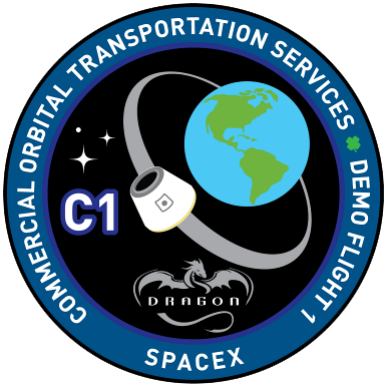 COMMERCIAL ORBITAL TRANSPORTATION SERVICES
DEMO FLIGHT 1
C1
DRAGON
SPACEX